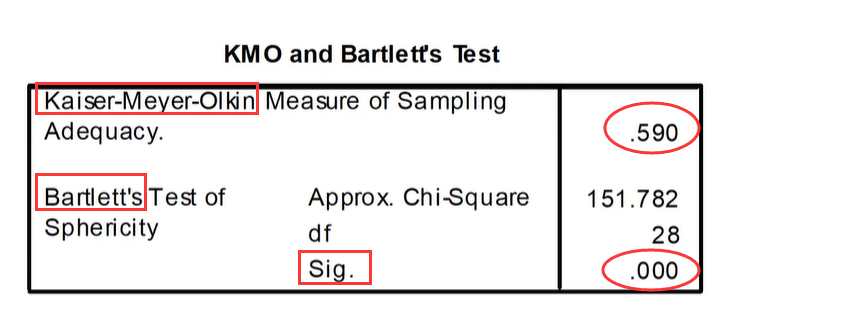 KMO and Bartlett's Test
Kaiser-Meyer-Olkin Measure of Sampling
Adequacy.
.590
Bartlett's Test of
Sphericity
Approx. Chi-Square
151.782
df
28
Sig.
.000